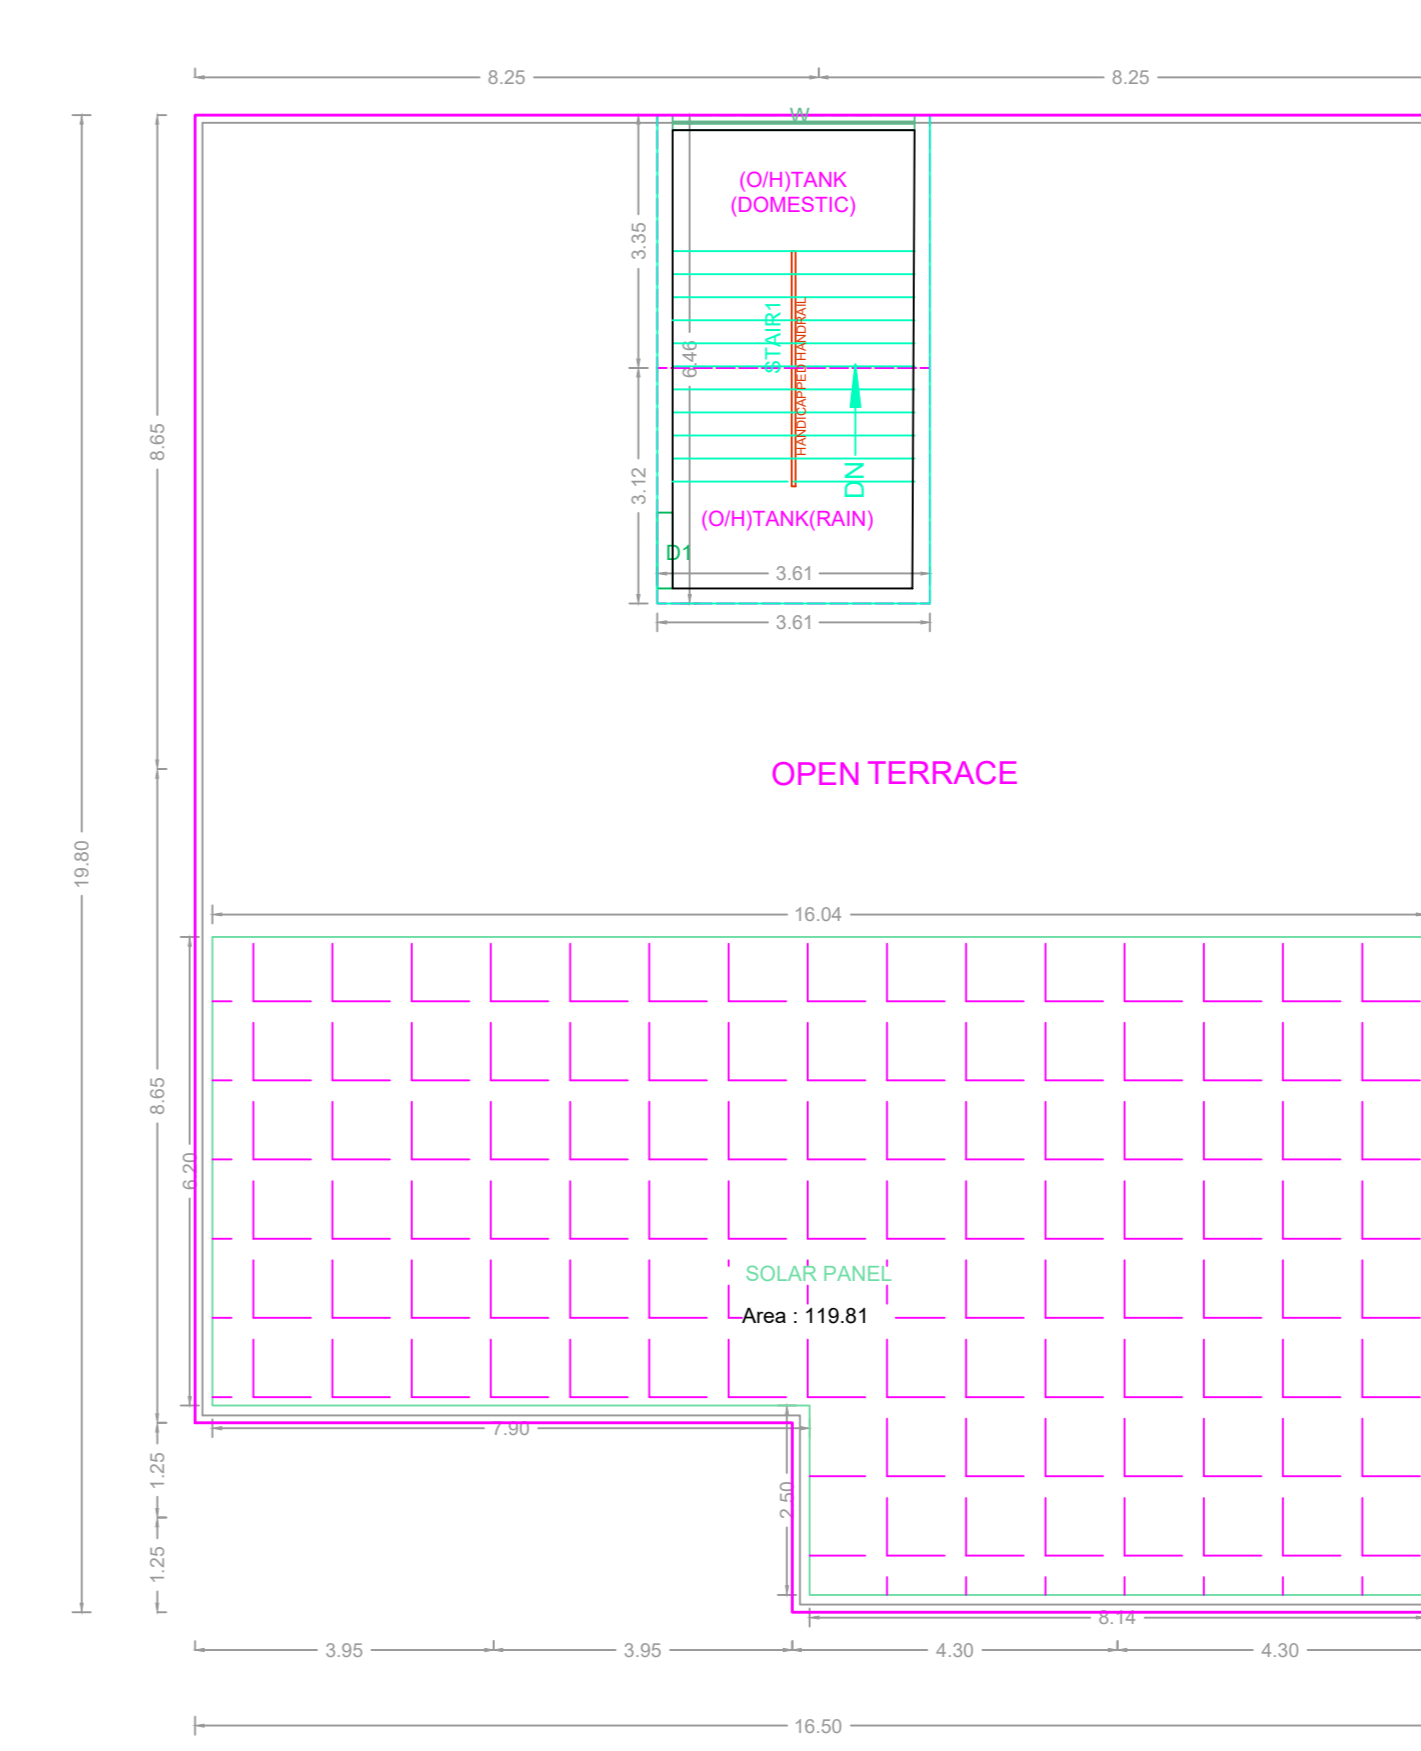 8.25
8.25
W
(O/H)TANK
(DOMESTIC)
3.35
STAIR1
HANDICAPPED HANDRAIL
6.46
8.65
3.12
DN
(O/H)TANK(RAIN)
D1
3.61
3.61
OPEN TERRACE
19.80
16.04
8.65
6.20
SOLAR PANEL
Area : 119.81
7.90
1.25
2.50
1.25
8.14
3.95
3.95
4.30
4.30
16.50